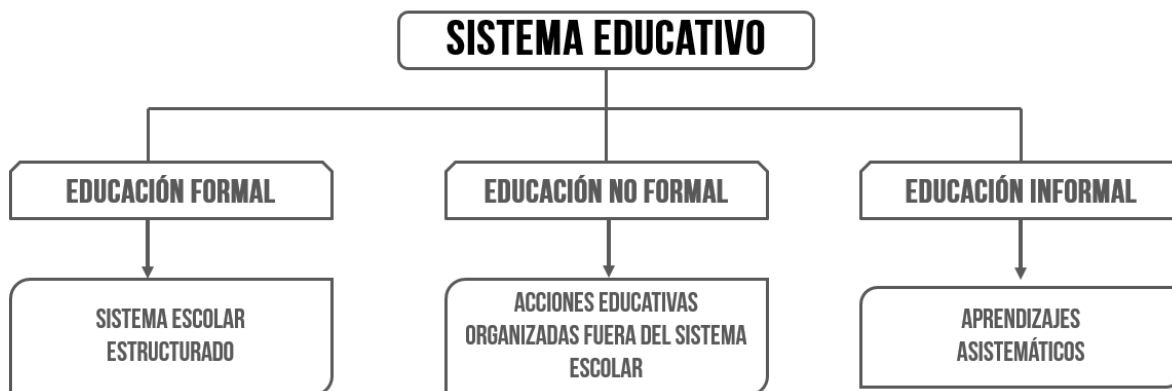 SISTEMA EDUCATIVO
EDUCACIÓN FORMAL
EDUCACIÓN NO FORMAL
EDUCACIÓN INFORMAL
SISTEMA ESCOLAR
ESTRUCTURADO
ACCIONES EDUCATIVAS
ORGANIZADAS FUERA DEL SISTEMA
ESCOLAR
APRENDIZAJES
ASISTEMÁTICOS